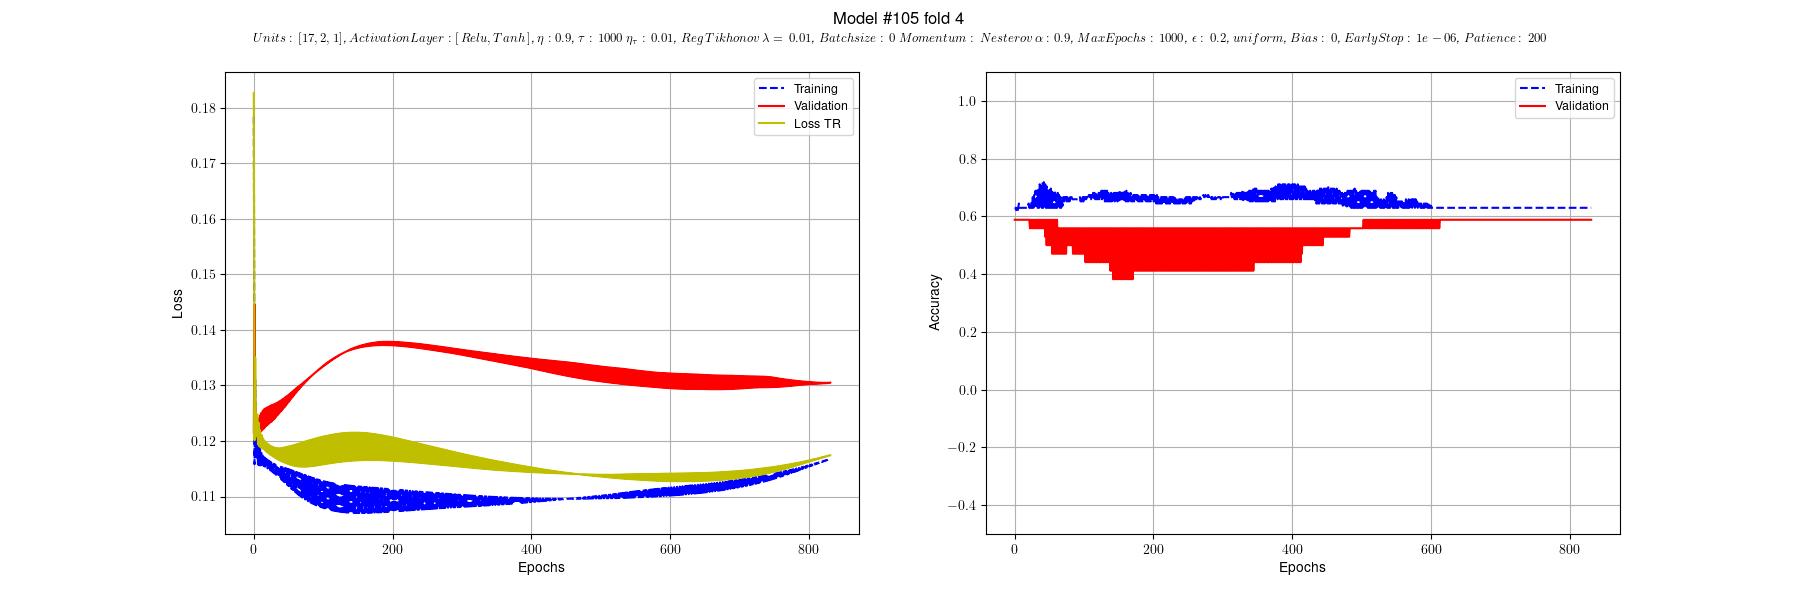 Model #105 fold 4
Units : [17, 2, 1], ActivationLayer : [Relu, Tanh], η : 0.9, τ : 1000 η_τ : 0.01, RegTikhonov λ = 0.01, Batchsize : 0 Momentum : Nesterov α : 0.9, MaxEpochs : 1000, ϵ : 0.2, uniform, Bias : 0, EarlyStop : 1e − 06, Patience : 200
Loss
0.18
0.17
0.16
0.15
0.14
0.13
0.12
0.11
Training
Validation
Loss TR
0 200 400 600 800
Epochs
Accuracy
1.0
0.8
0.6
0.4
0.2
0.0
−0.2
−0.4
Training
Validation
0 200 400 600 800
Epochs